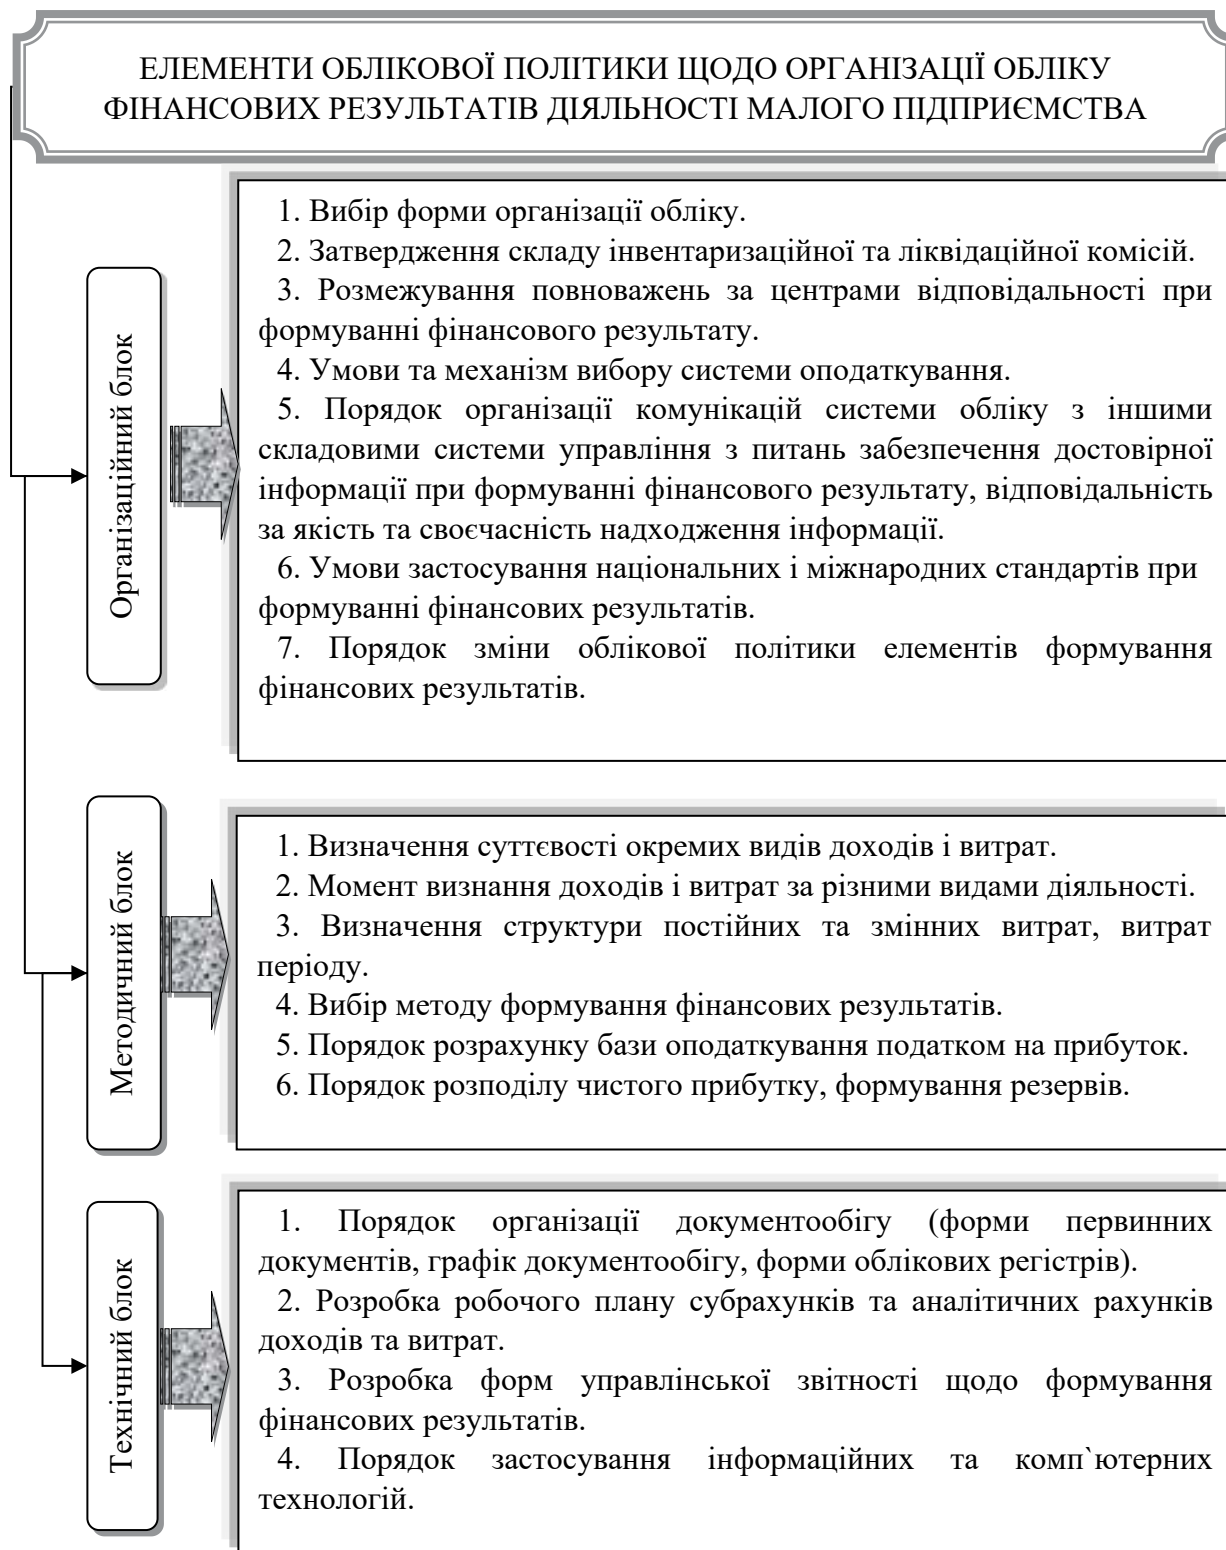 ЕЛЕМЕНТИ ОБЛІКОВОЇ ПОЛІТИКИ ЩОДО ОРГАНІЗАЦІЇ ОБЛІКУ
ФІНАНСОВИХ РЕЗУЛЬТАТІВ ДІЯЛЬНОСТІ МАЛОГО ПІДПРИЄМСТВА
Організаційний блок
1. Вибір форми організації обліку.
2. Затвердження складу інвентаризаційної та ліквідаційної комісій.
3. Розмежування повноважень за центрами відповідальності при
формуванні фінансового результату.
4. Умови та механізм вибору системи оподаткування.
5. Порядок організації комунікацій системи обліку з іншими
складовими системи управління з питань забезпечення достовірної
інформації при формуванні фінансового результату, відповідальність
за якість та своєчасність надходження інформації.
6. Умови застосування національних і міжнародних стандартів при
формуванні фінансових результатів.
7. Порядок зміни облікової політики елементів формування
фінансових результатів.
Методичний блок
1. Визначення суттєвості окремих видів доходів і витрат.
2. Момент визнання доходів і витрат за різними видами діяльності.
3. Визначення структури постійних та змінних витрат, витрат
періоду.
4. Вибір методу формування фінансових результатів.
5. Порядок розрахунку бази оподаткування податком на прибуток.
6. Порядок розподілу чистого прибутку, формування резервів.
Технічний блок
1. Порядок організації документообігу (форми первинних
документів, графік документообігу, форми облікових регістрів).
2. Розробка робочого плану субрахунків та аналітичних рахунків
доходів та витрат.
3. Розробка форм управлінської звітності щодо формування
фінансових результатів.
4. Порядок застосування інформаційних та комп`ютерних
технологій.